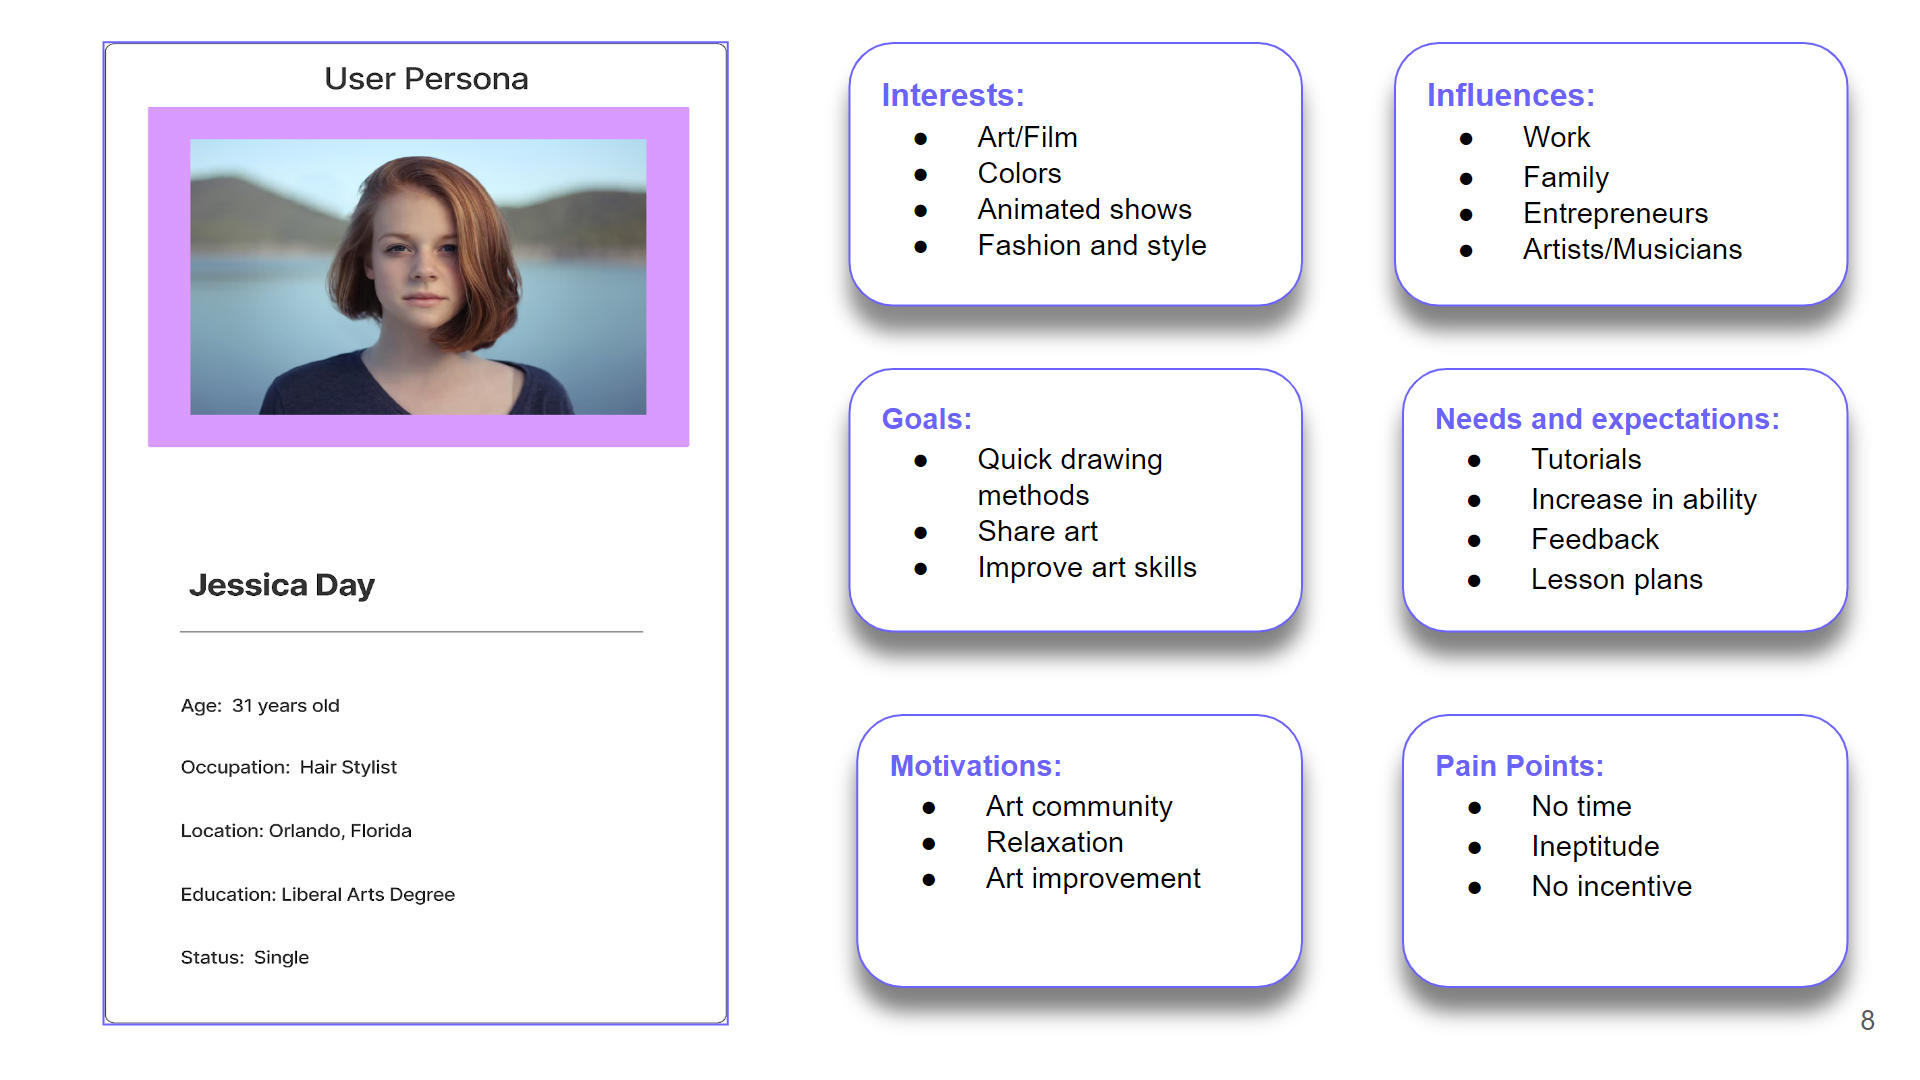 User Persona
Jessica Day
Age:  31 years old
Occupation:  Hair Stylist
Location: Orlando, Florida
Education: Liberal Arts Degree
Status:  Single
Interests:
● Art/Film
● Colors
● Animated shows
● Fashion and style
Influences:
● Work
● Family
● Entrepreneurs
● Artists/Musicians
Goals:
● Quick drawing
methods
● Share art
● Improve art skills
Needs and expectations:
● Tutorials
● Increase in ability
● Feedback
● Lesson plans
Motivations:
● Art community
● Relaxation
● Art improvement
Pain Points:
● No time
● Ineptitude
● No incentive
8